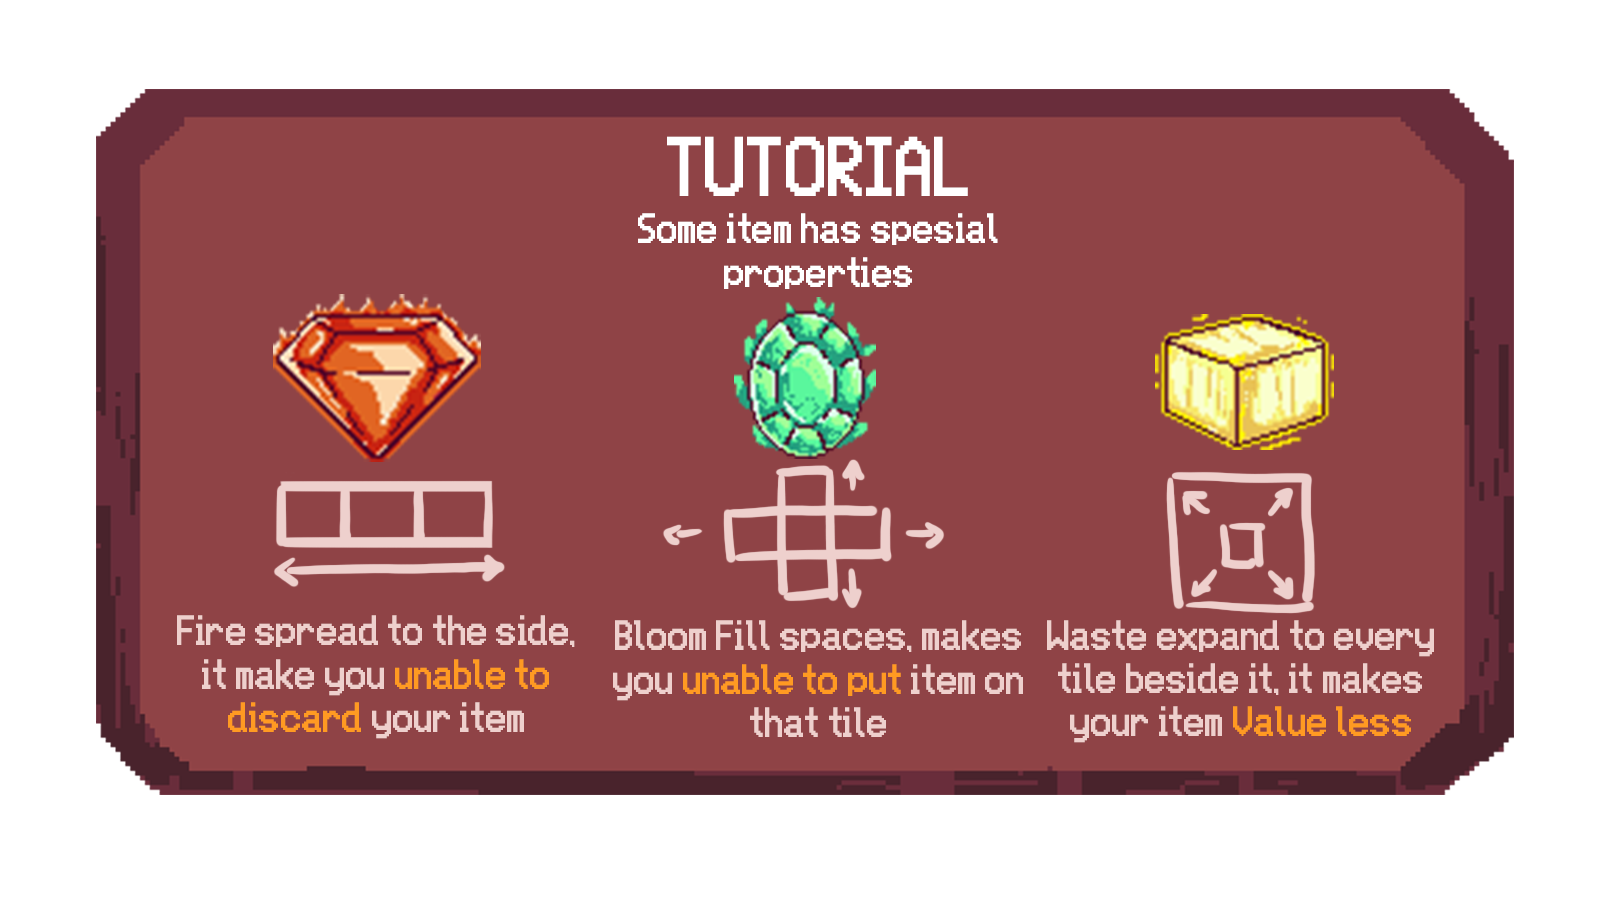 TUTORIAL
Some item has spesial
properties
Fire spread to the side,
it make you unable to
discard your item
Bloom Fill spaces, makes
you unable to put item on
that tile
Waste expand to every
tile beside it, it makes
your item Value less